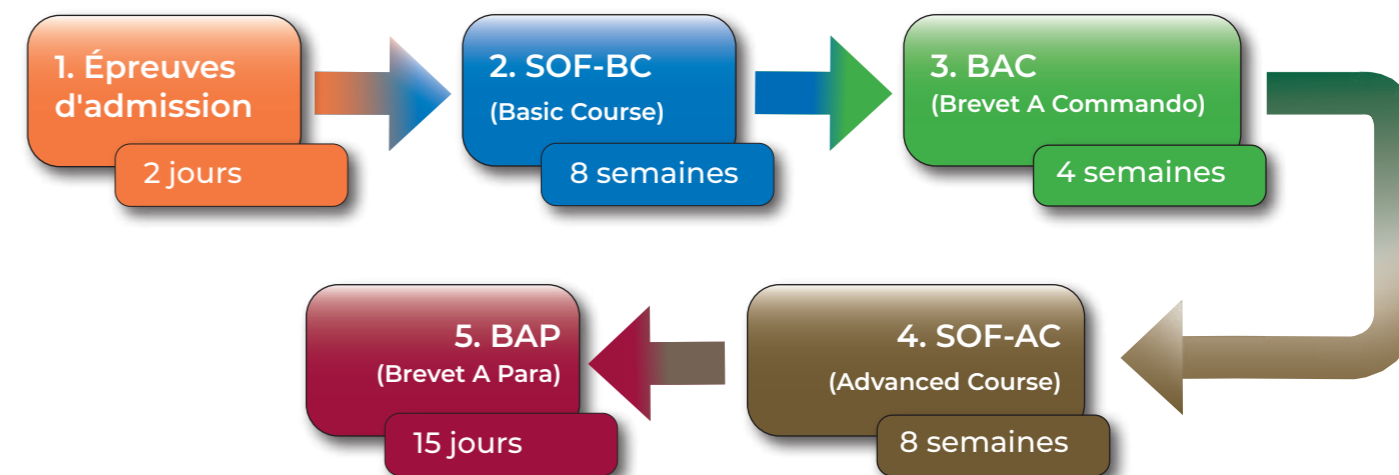 1. Épreuves
d'admission
2 jours
2. SOF-BC
(Basic Course)
8 semaines
3. BAC
(Brevet A Commando)
4 semaines
4. SOF-AC
(Advanced Course)
8 semaines
5. BAP
(Brevet A Para)
15 jours